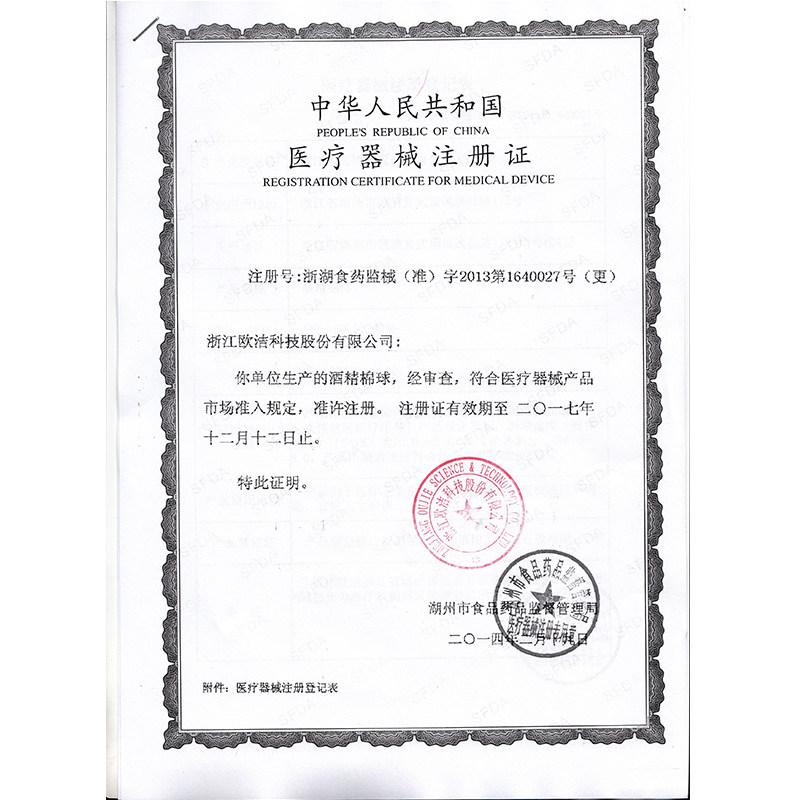 中华人民共和国
PEOPLE'S REPUBLIC OF CHINA
医疗器械注册证
REGISTRATION CERTIFICATE FOR MEDICAL DEVICE
注册号:浙湖食药监械（准）字2013第1640027号（更）
浙江欧洁科技股份有限公司:
你单位生产的酒精棉球，经审查，符合医疗器械产品
市场准入规定，准许注册。 注册证有效期至 二〇一七年
十二月十二日止。
特此证明。
ZHEJIANG OUJIE SCIENCE & TECHNOLOGY CO.,LTD
浙江欧洁科技股份有限公司
湖州市食品药品监督管理局
医疗器械注册专用章
湖州市食品药品监督管理局
二〇一四年二月十九日
附件: 医疗器械注册登记表
SFDA